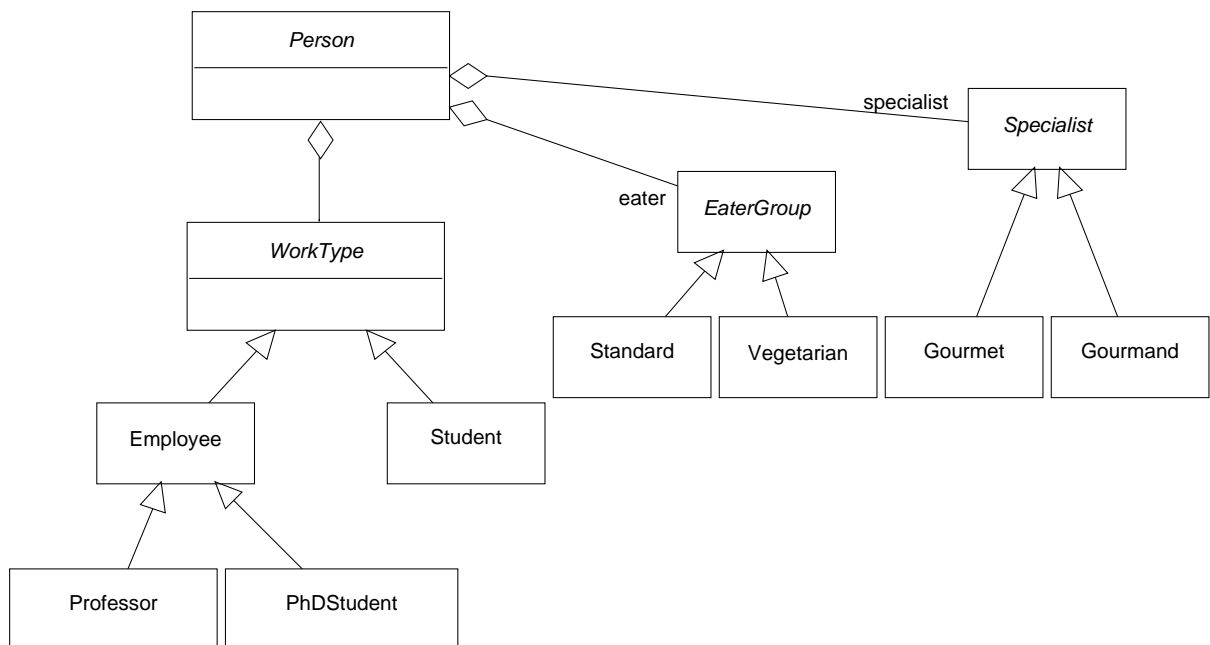 Person
specialist
Specialist
eater
EaterGroup
WorkType
Standard
Vegetarian
Gourmet
Gourmand
Employee
Student
Professor
PhDStudent